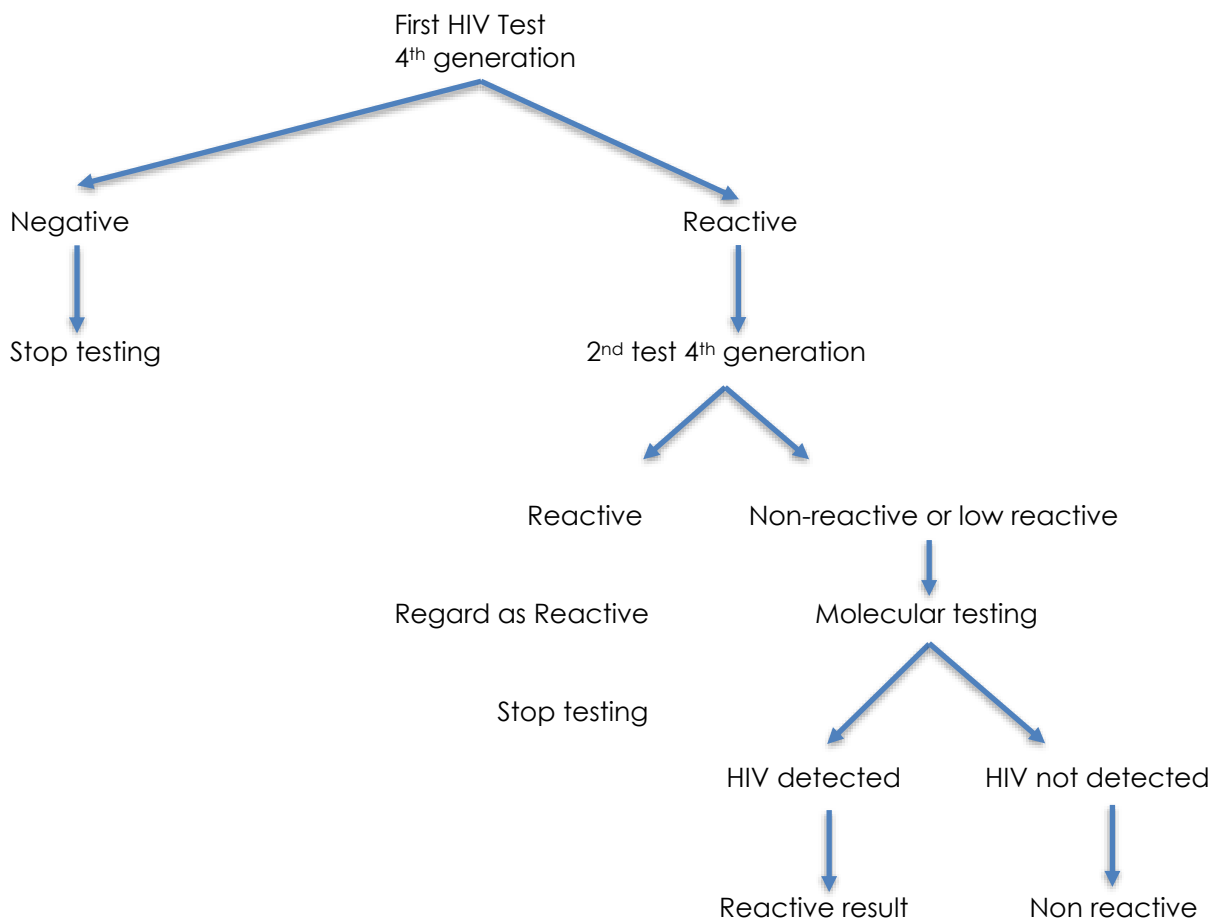 First HIV Test
4th generation
Negative
Reactive
Stop testing
2nd test 4th generation
Reactive
Non-reactive or low reactive
Regard as Reactive
Molecular testing
Stop testing
HIV detected
HIV not detected
Reactive result
Non reactive